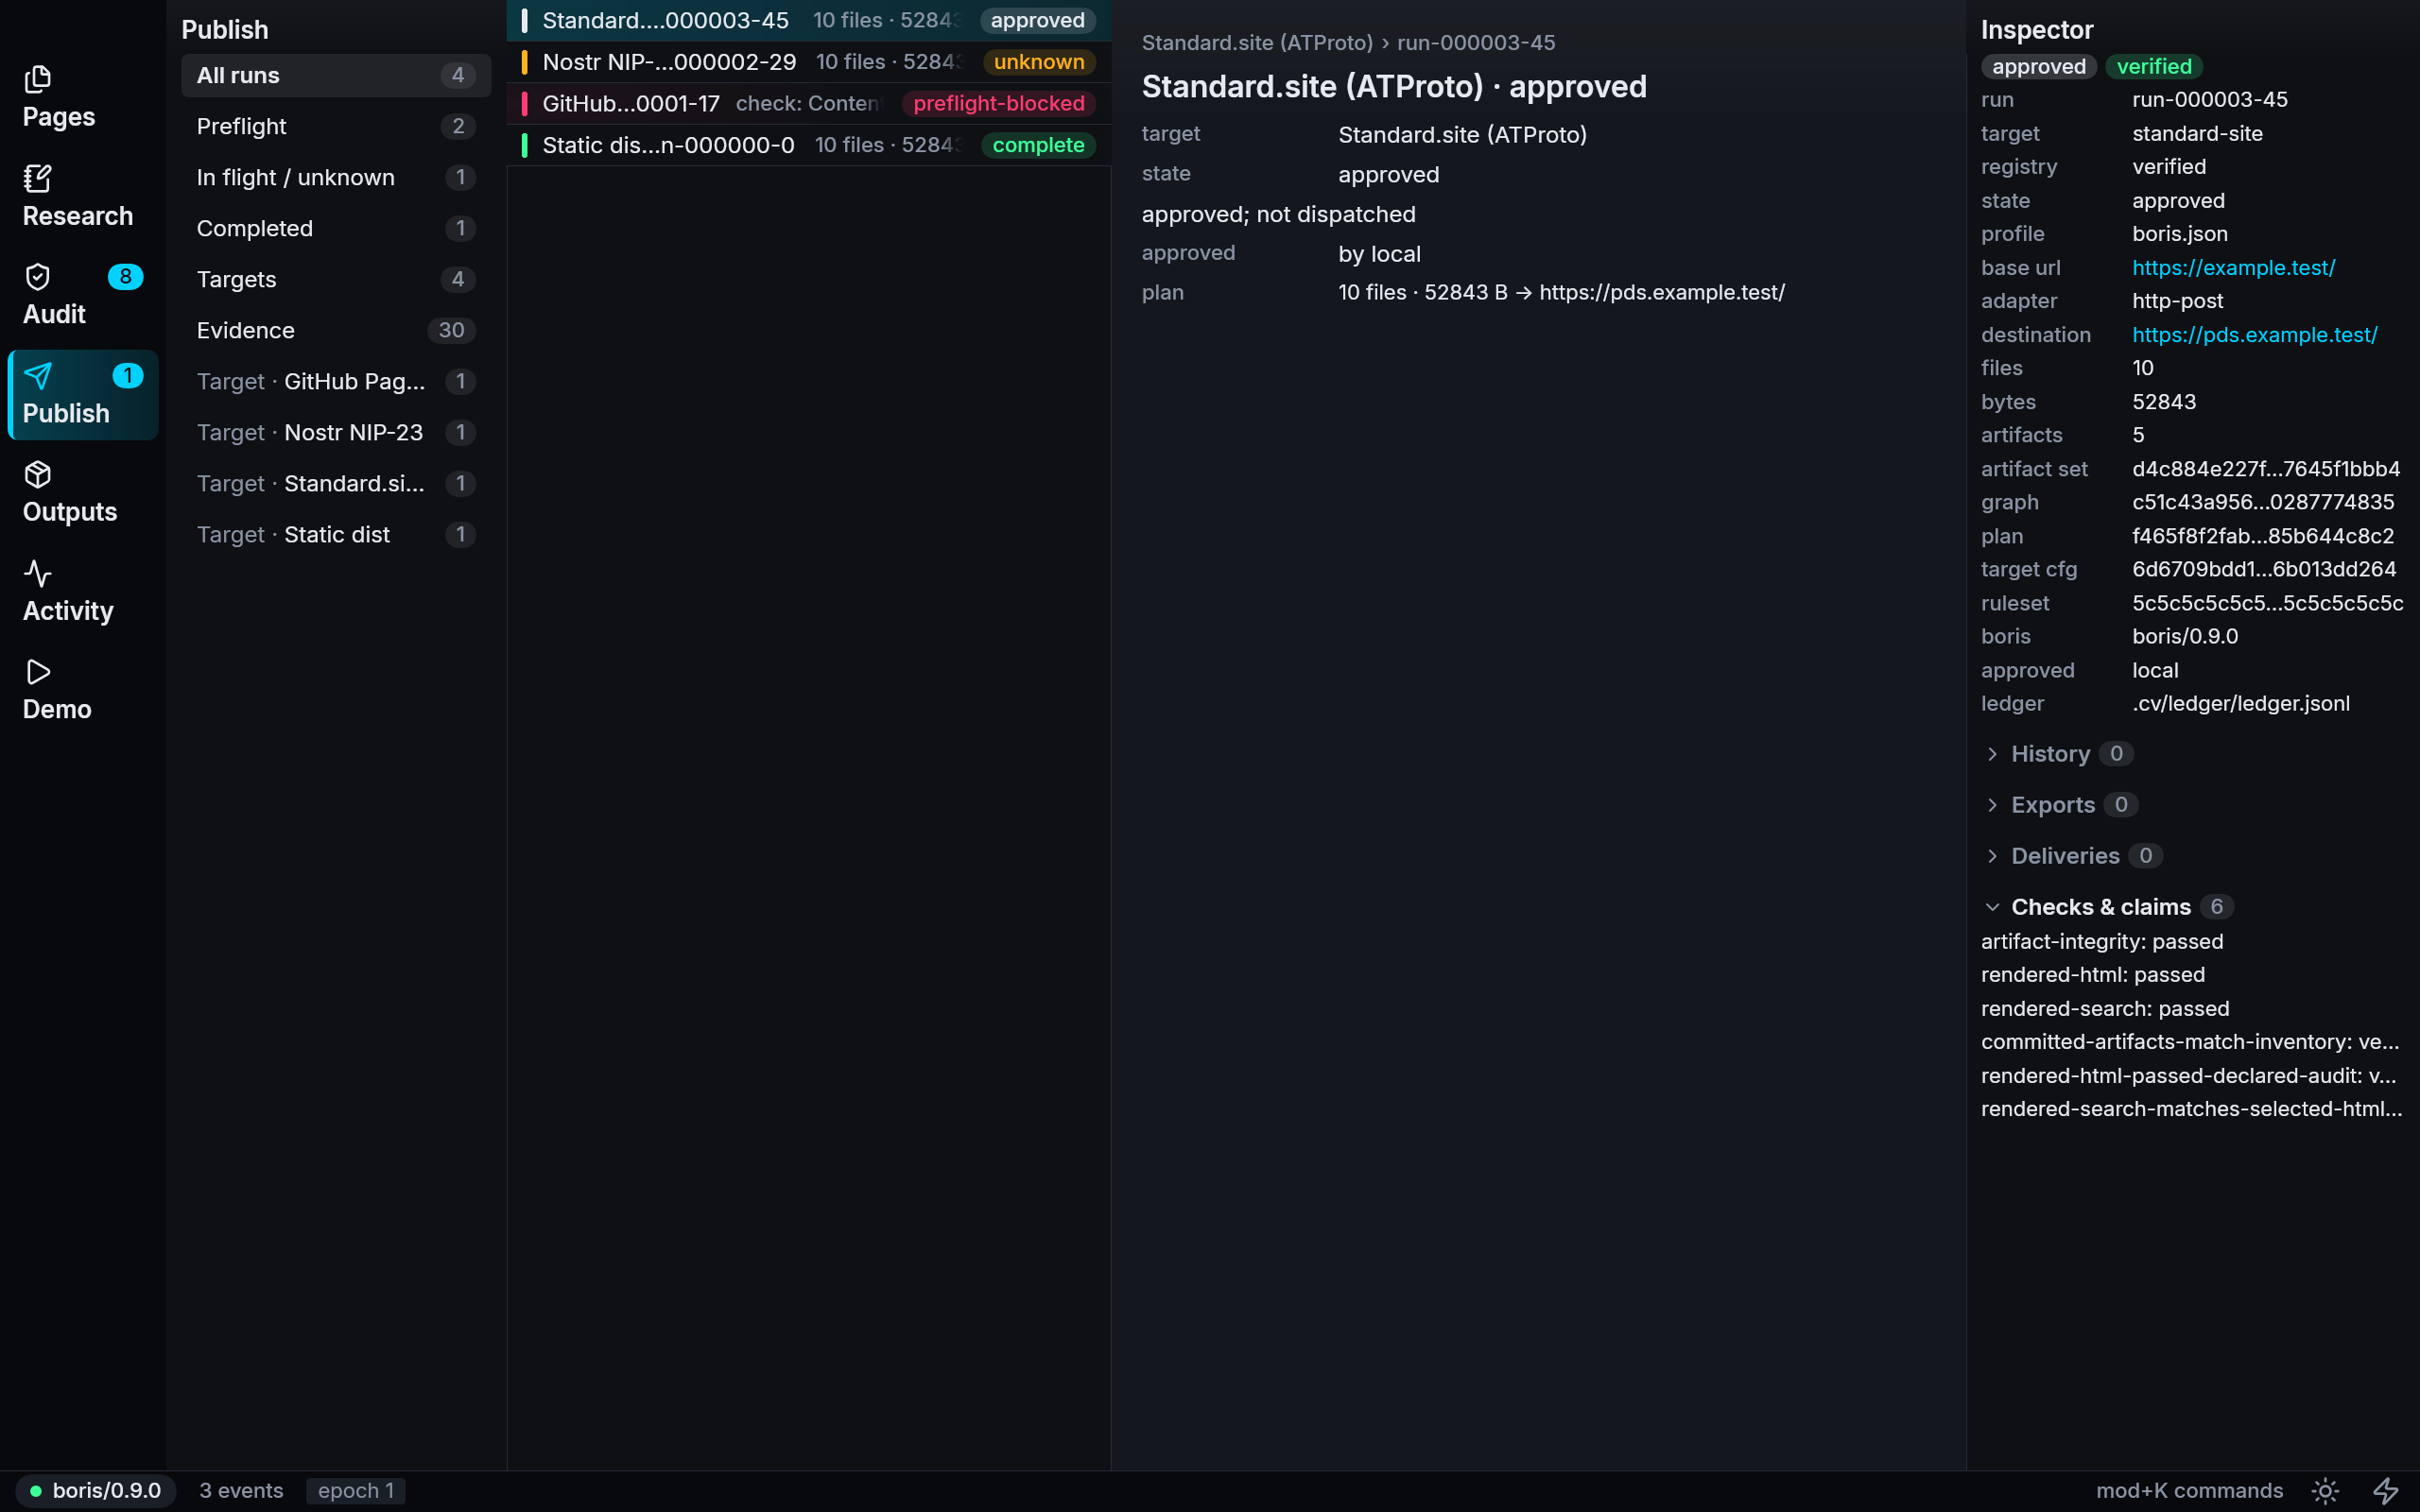 Pages
Research
Audit 8
Publish 1
Outputs
Activity
Demo
Publish
All runs 4
Preflight 2
In flight / unknown 1
Completed 1
Targets 4
Evidence 30
Target · GitHub Pag... 1
Target · Nostr NIP-23 1
Target · Standard.si... 1
Target · Static dist 1
Standard....000003-45 10 files · 52843 approved
Nostr NIP-...000002-29 10 files · 52843 unknown
GitHub...0001-17 check: Conten preflight-blocked
Static dis...n-000000-0 10 files · 52843 complete
Standard.site (ATProto) › run-000003-45
Standard.site (ATProto) · approved
target Standard.site (ATProto)
state approved
approved; not dispatched
approved by local
plan 10 files · 52843 B → https://pds.example.test/
Inspector
approved verified
run run-000003-45
target standard-site
registry verified
state approved
profile boris.json
base url https://example.test/
adapter http-post
destination https://pds.example.test/
files 10
bytes 52843
artifacts 5
artifact set d4c884e227f...7645f1bbb4
graph c51c43a956...0287774835
plan f465f8f2fab...85b644c8c2
target cfg 6d6709bdd1...6b013dd264
ruleset 5c5c5c5c5c5...5c5c5c5c5c
boris boris/0.9.0
approved local
ledger .cv/ledger/ledger.jsonl
History 0
Exports 0
Deliveries 0
Checks & claims 6
artifact-integrity: passed
rendered-html: passed
rendered-search: passed
committed-artifacts-match-inventory: ve...
rendered-html-passed-declared-audit: v...
rendered-search-matches-selected-html...
boris/0.9.0 3 events epoch 1 mod+K commands